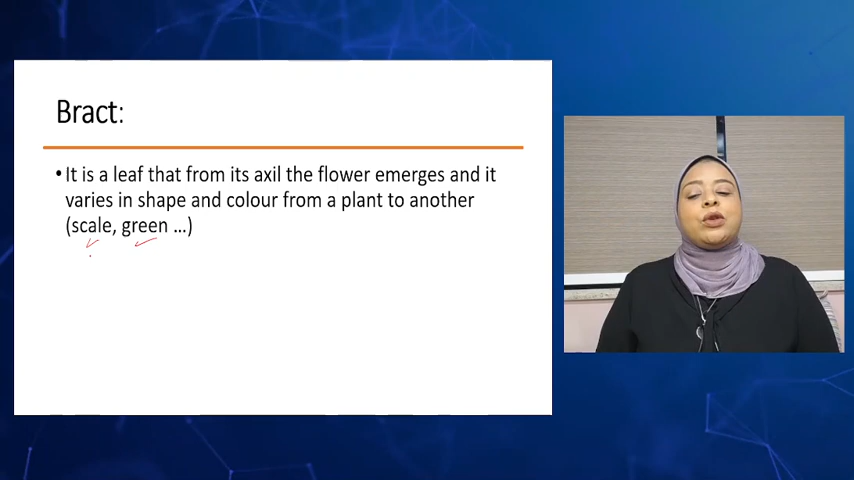 Bract:
•It is a leaf that from its axil the flower emerges and it
varies in shape and colour from a plant to another
(scale, green ...)